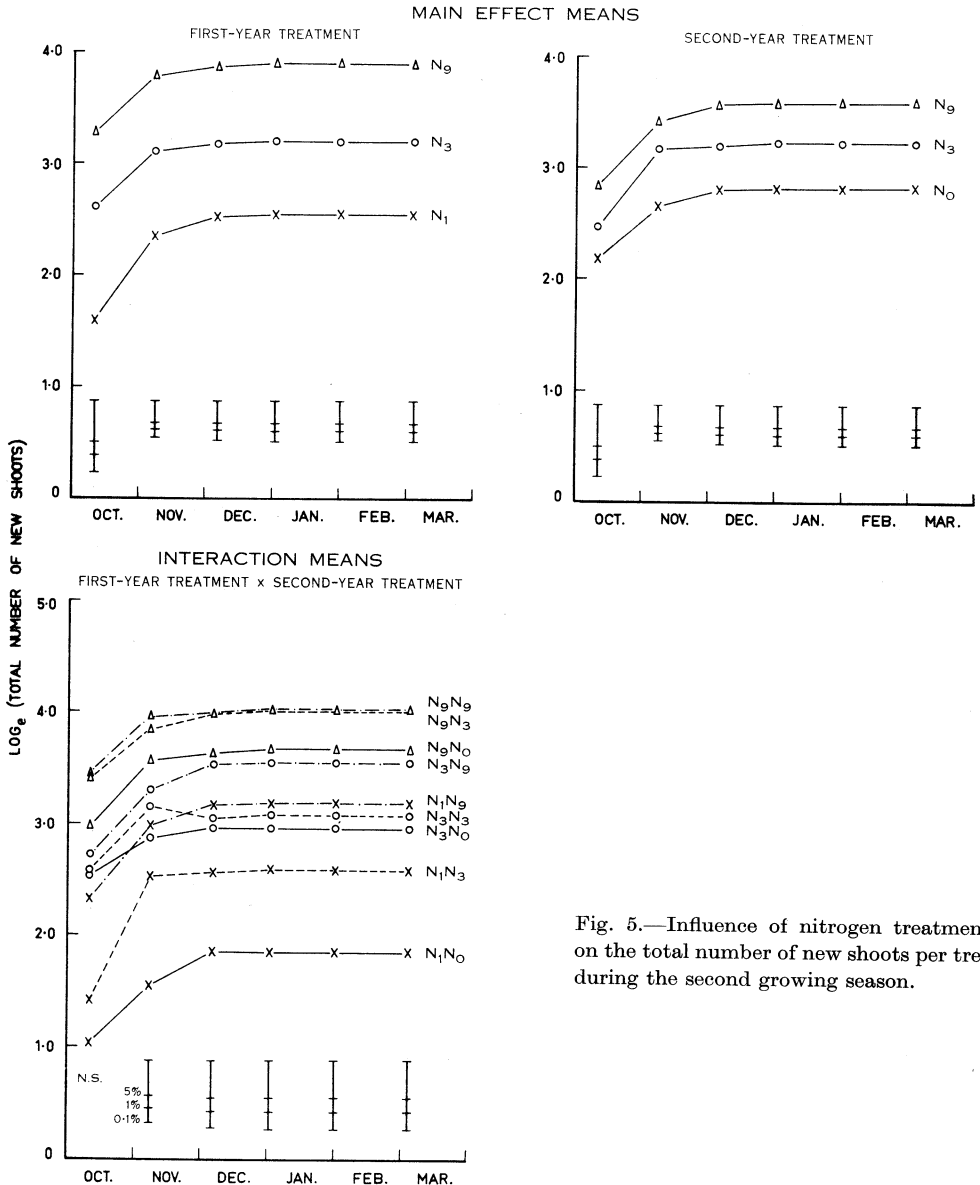 MAIN EFFECT MEANS
FIRST-YEAR TREATMENT
SECOND-YEAR TREATMENT
4·0
3·0
2·0
1·0
0
N9
N3
N1
OCT. NOV. DEC. JAN. FEB. MAR.
4·0
3·0
2·0
1·0
0
N9
N3
N0
OCT. NOV. DEC. JAN. FEB. MAR.
LOGe (TOTAL NUMBER OF NEW SHOOTS)
INTERACTION MEANS
FIRST-YEAR TREATMENT x SECOND-YEAR TREATMENT
5·0
4·0
3·0
2·0
1·0
0
N9N9
N9N3
N9N0
N3N9
N1N9
N3N3
N3N0
N1N3
N1N0
N.S.
5%
1%
0·1%
OCT. NOV. DEC. JAN. FEB. MAR.
Fig. 5.—Influence of nitrogen treatmen
on the total number of new shoots per tre
during the second growing season.